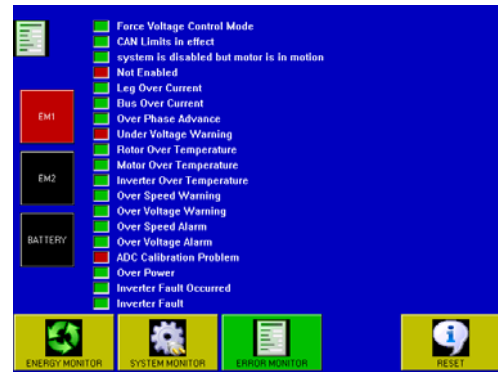 Force Voltage Control Mode
CAN Limits in effect
system is disabled but motor is in motion
Not Enabled
Leg Over Current
Bus Over Current
Over Phase Advance
Under Voltage Warning
Rotor Over Temperature
Motor Over Temperature
Inverter Over Temperature
Over Speed Warning
Over Voltage Warning
Over Speed Alarm
Over Voltage Alarm
ADC Calibration Problem
Over Power
Inverter Fault Occurred
Inverter Fault
EM1
EM2
BATTERY
ENERGY MONITOR
SYSTEM MONITOR
ERROR MONITOR
RESET